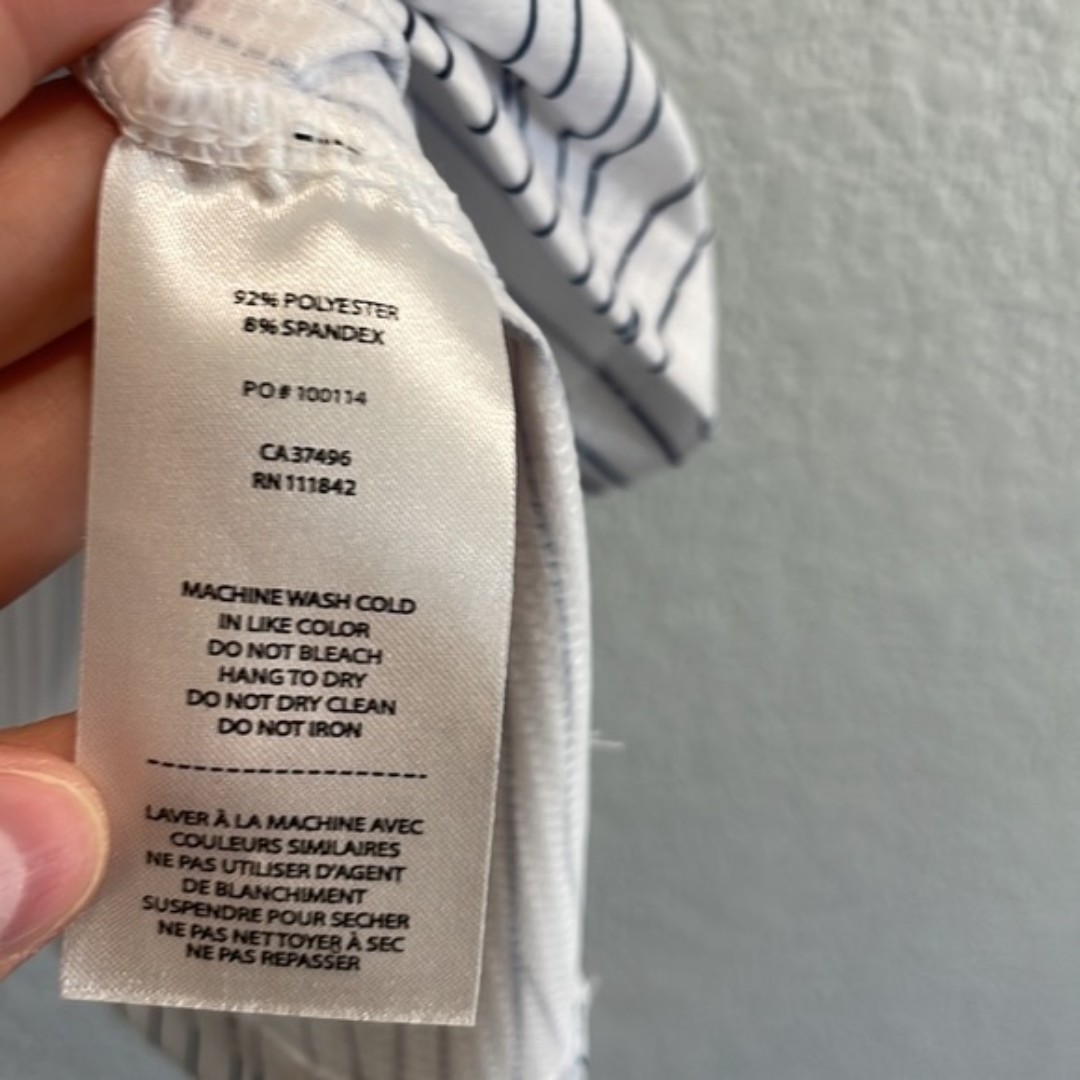 92% POLYESTER
8% SPANDEX
PO# 100114
CA 37496
RN 111842
MACHINE WASH COLD
IN LIKE COLOR
DO NOT BLEACH
HANG TO DRY
DO NOT DRY CLEAN
DO NOT IRON
LAVER À LA MACHINE AVEC
COULEURS SIMILAIRES
NE PAS UTILISER D'AGENT
DE BLANCHIMENT
SUSPENDRE POUR SECHER
NE PAS NETTOYER À SEC
NE PAS REPASSER